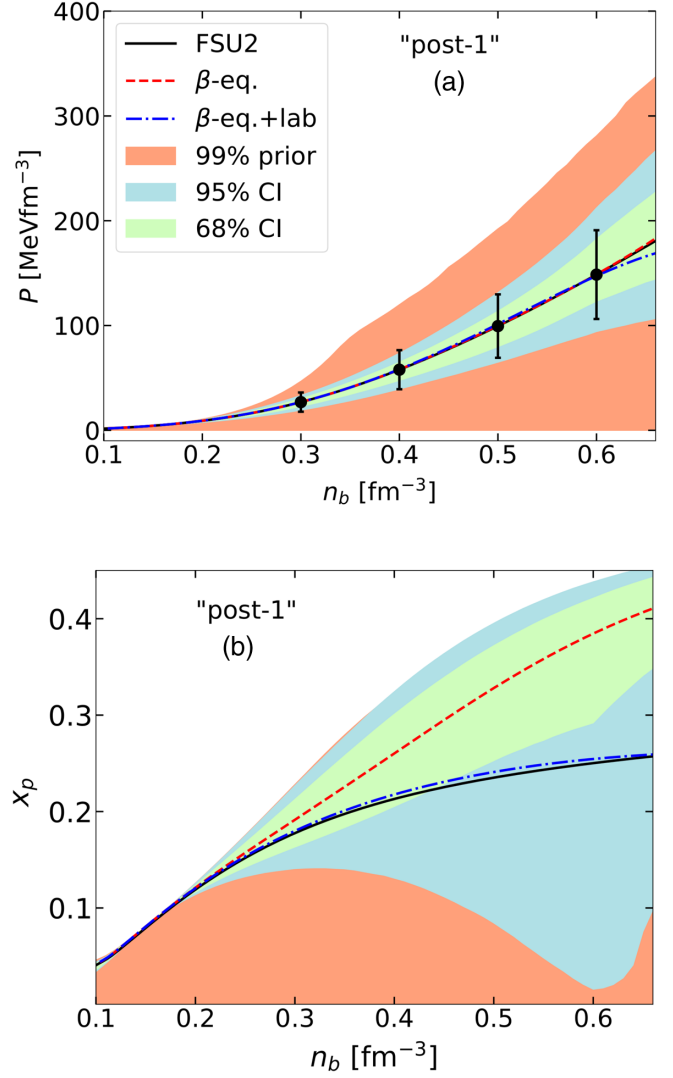 FSU2
β-eq.
β-eq.+lab
99% prior
95% CI
68% CI
"post-1"
(a)
400
300
200
100
0
P [MeVfm⁻³]
0.1 0.2 0.3 0.4 0.5 0.6
n_b [fm⁻³]
"post-1"
(b)
0.4
0.3
0.2
0.1
x_p
0.1 0.2 0.3 0.4 0.5 0.6
n_b [fm⁻³]